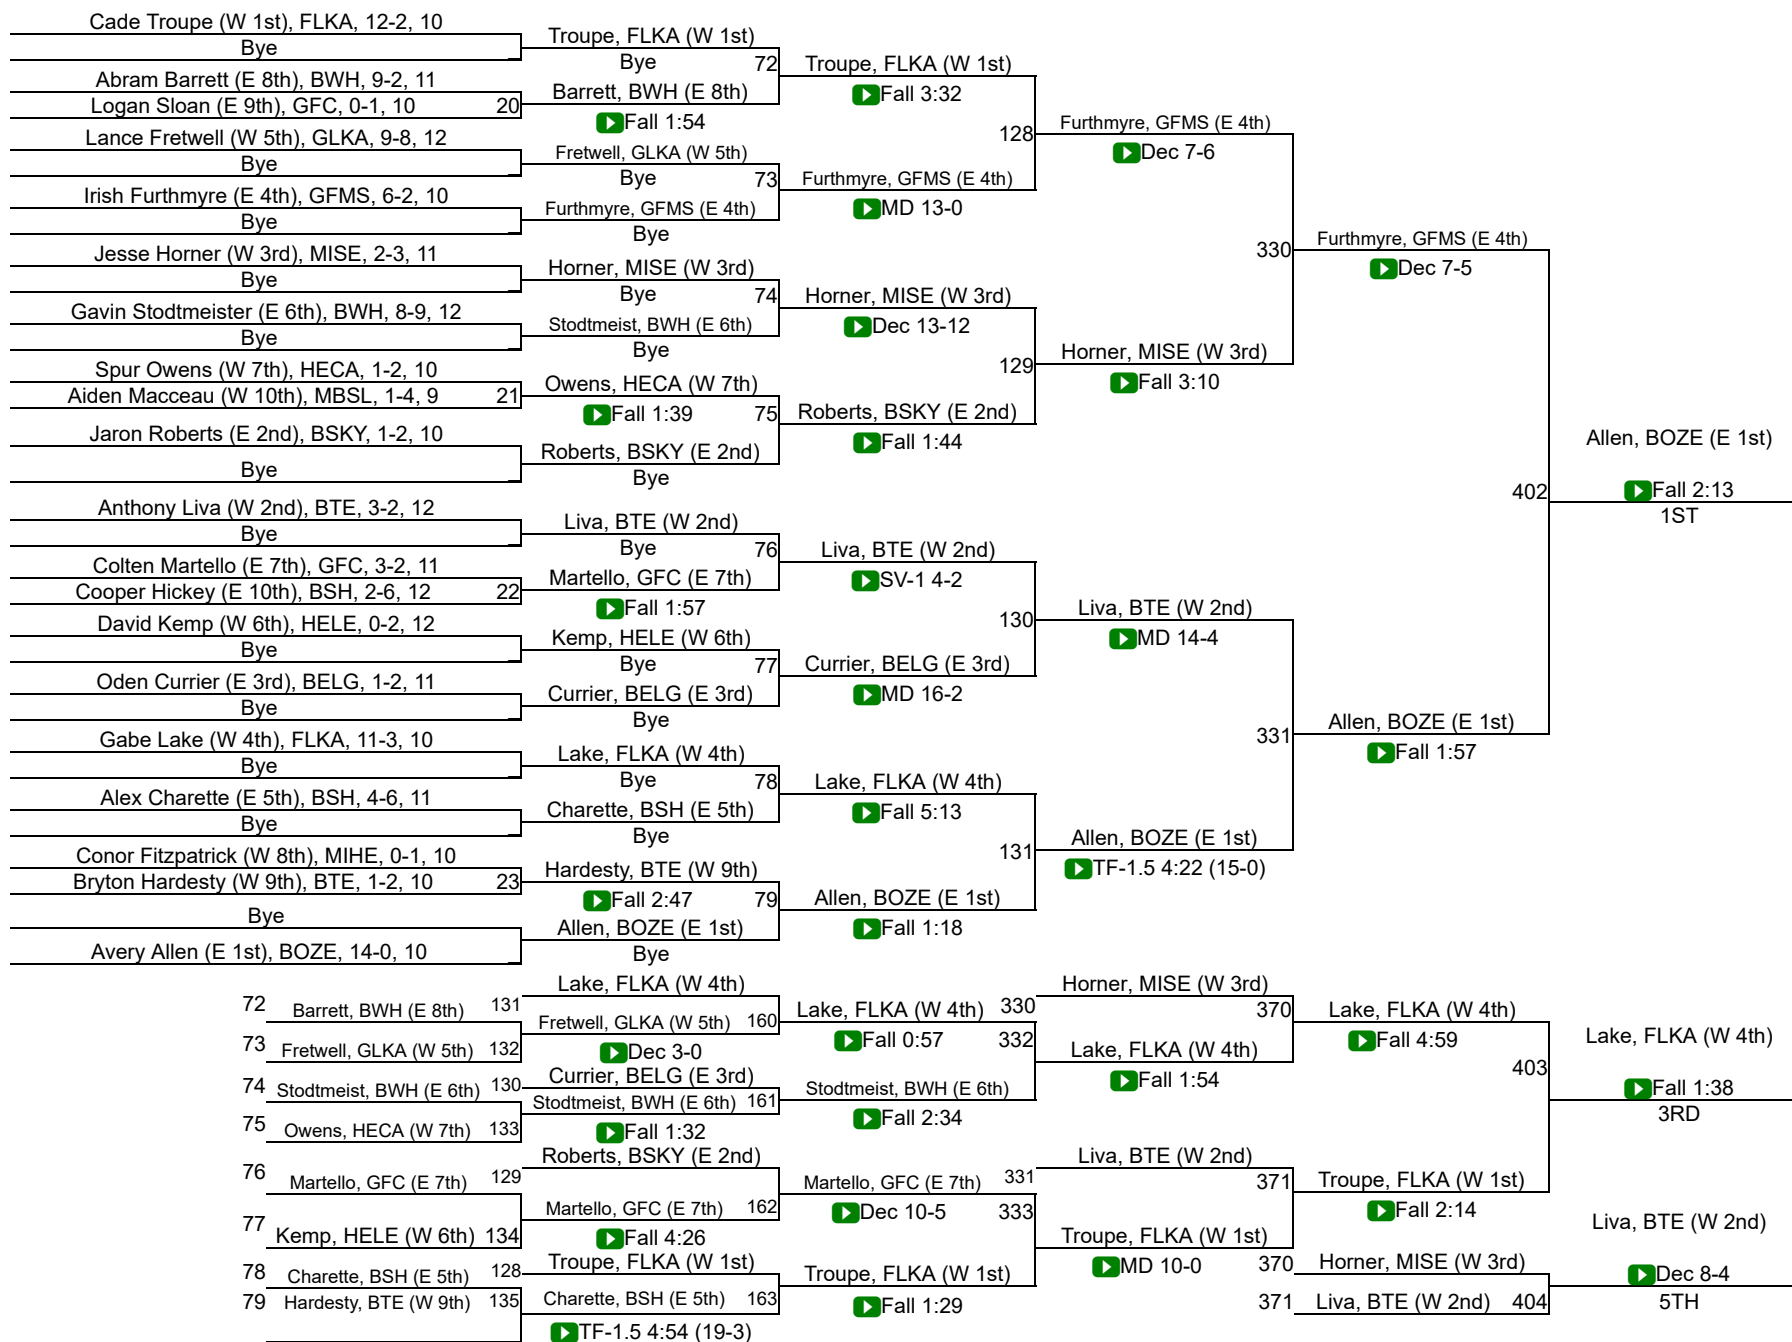 Cade Troupe (W 1st), FLKA, 12-2, 10
Bye
Abram Barrett (E 8th), BWH, 9-2, 11
Logan Sloan (E 9th), GFC, 0-1, 10
20
Lance Fretwell (W 5th), GLKA, 9-8, 12
Bye
Irish Furthmyre (E 4th), GFMS, 6-2, 10
Bye
Jesse Horner (W 3rd), MISE, 2-3, 11
Bye
Gavin Stodtmeister (E 6th), BWH, 8-9, 12
Bye
Spur Owens (W 7th), HECA, 1-2, 10
Aiden Macceau (W 10th), MBSL, 1-4, 9
21
Jaron Roberts (E 2nd), BSKY, 1-2, 10
Bye
Anthony Liva (W 2nd), BTE, 3-2, 12
Bye
Colten Martello (E 7th), GFC, 3-2, 11
Cooper Hickey (E 10th), BSH, 2-6, 12
22
David Kemp (W 6th), HELE, 0-2, 12
Bye
Oden Currier (E 3rd), BELG, 1-2, 11
Bye
Gabe Lake (W 4th), FLKA, 11-3, 10
Bye
Alex Charette (E 5th), BSH, 4-6, 11
Bye
Conor Fitzpatrick (W 8th), MIHE, 0-1, 10
Bryton Hardesty (W 9th), BTE, 1-2, 10
23
Bye
Avery Allen (E 1st), BOZE, 14-0, 10
Troupe, FLKA (W 1st)
Bye
72
Barrett, BWH (E 8th)
Fall 1:54
Fretwell, GLKA (W 5th)
Bye
73
Furthmyre, GFMS (E 4th)
Bye
Horner, MISE (W 3rd)
Bye
74
Stodtmeist, BWH (E 6th)
Bye
Owens, HECA (W 7th)
Fall 1:39
75
Roberts, BSKY (E 2nd)
Bye
Liva, BTE (W 2nd)
Bye
76
Martello, GFC (E 7th)
Fall 1:57
Kemp, HELE (W 6th)
Bye
77
Currier, BELG (E 3rd)
Bye
Lake, FLKA (W 4th)
Bye
78
Charette, BSH (E 5th)
Bye
Hardesty, BTE (W 9th)
Fall 2:47
79
Allen, BOZE (E 1st)
Bye
Troupe, FLKA (W 1st)
Fall 3:32
128
Furthmyre, GFMS (E 4th)
MD 13-0
Horner, MISE (W 3rd)
Dec 13-12
129
Roberts, BSKY (E 2nd)
Fall 1:44
Liva, BTE (W 2nd)
SV-1 4-2
130
Currier, BELG (E 3rd)
MD 16-2
Lake, FLKA (W 4th)
Fall 5:13
131
Allen, BOZE (E 1st)
Fall 1:18
Furthmyre, GFMS (E 4th)
Dec 7-6
330
Horner, MISE (W 3rd)
Fall 3:10
Liva, BTE (W 2nd)
MD 14-4
331
Allen, BOZE (E 1st)
TF-1.5 4:22 (15-0)
Furthmyre, GFMS (E 4th)
Dec 7-5
402
Allen, BOZE (E 1st)
Fall 1:57
Allen, BOZE (E 1st)
Fall 2:13
1ST
72
Barrett, BWH (E 8th)
73
Fretwell, GLKA (W 5th)
132
74
Stodtmeist, BWH (E 6th)
75
Owens, HECA (W 7th)
133
76
Martello, GFC (E 7th)
77
Kemp, HELE (W 6th)
134
78
Charette, BSH (E 5th)
79
Hardesty, BTE (W 9th)
135
131
Lake, FLKA (W 4th)
Fretwell, GLKA (W 5th)
160
Dec 3-0
130
Currier, BELG (E 3rd)
Stodtmeist, BWH (E 6th)
161
Fall 1:32
129
Roberts, BSKY (E 2nd)
Martello, GFC (E 7th)
162
Fall 4:26
128
Troupe, FLKA (W 1st)
Charette, BSH (E 5th)
163
TF-1.5 4:54 (19-3)
Lake, FLKA (W 4th)
Fall 0:57
332
Stodtmeist, BWH (E 6th)
Fall 2:34
Martello, GFC (E 7th)
Dec 10-5
333
Troupe, FLKA (W 1st)
Fall 1:29
330
Horner, MISE (W 3rd)
370
Lake, FLKA (W 4th)
Fall 1:54
331
Liva, BTE (W 2nd)
371
Troupe, FLKA (W 1st)
MD 10-0
Lake, FLKA (W 4th)
Fall 4:59
403
Troupe, FLKA (W 1st)
Fall 2:14
Lake, FLKA (W 4th)
Fall 1:38
3RD
370
Horner, MISE (W 3rd)
371
Liva, BTE (W 2nd)
404
Liva, BTE (W 2nd)
Dec 8-4
5TH